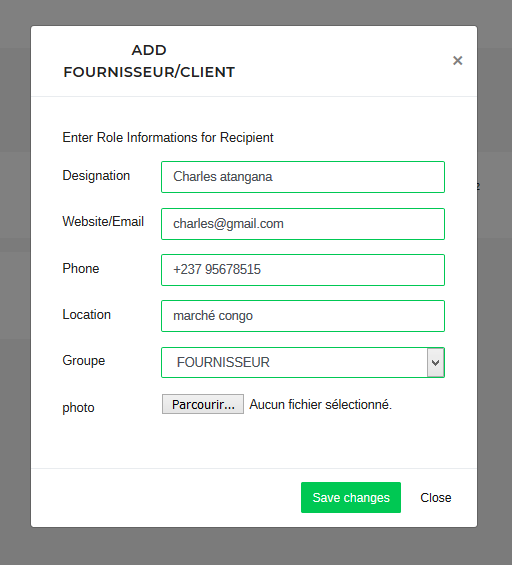 ADD
FOURNISSEUR/CLIENT
×
Enter Role Informations for Recipient
Designation Charles atangana
Website/Email charles@gmail.com
Phone +237 95678515
Location marché congo
Groupe FOURNISSEUR
photo Parcourir... Aucun fichier sélectionné.
Save changes Close